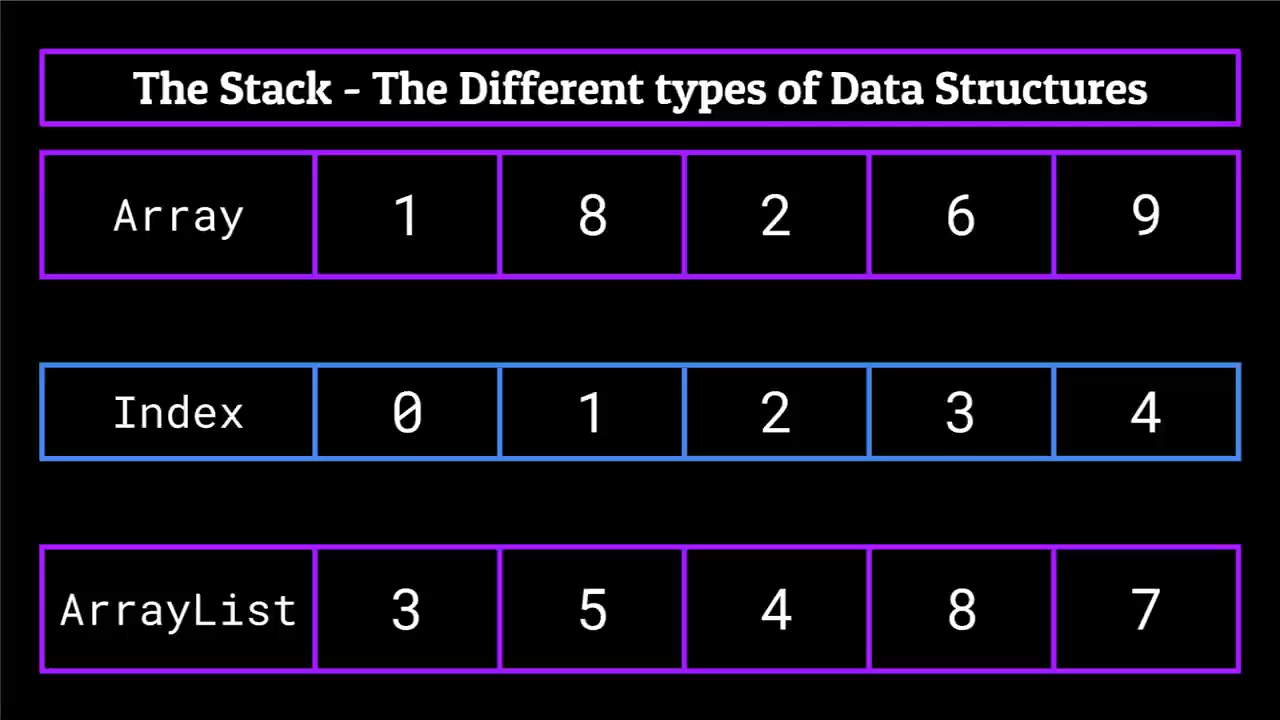 The Stack - The Different types of Data Structures
Array 1 8 2 6 9
Index 0 1 2 3 4
ArrayList 3 5 4 8 7